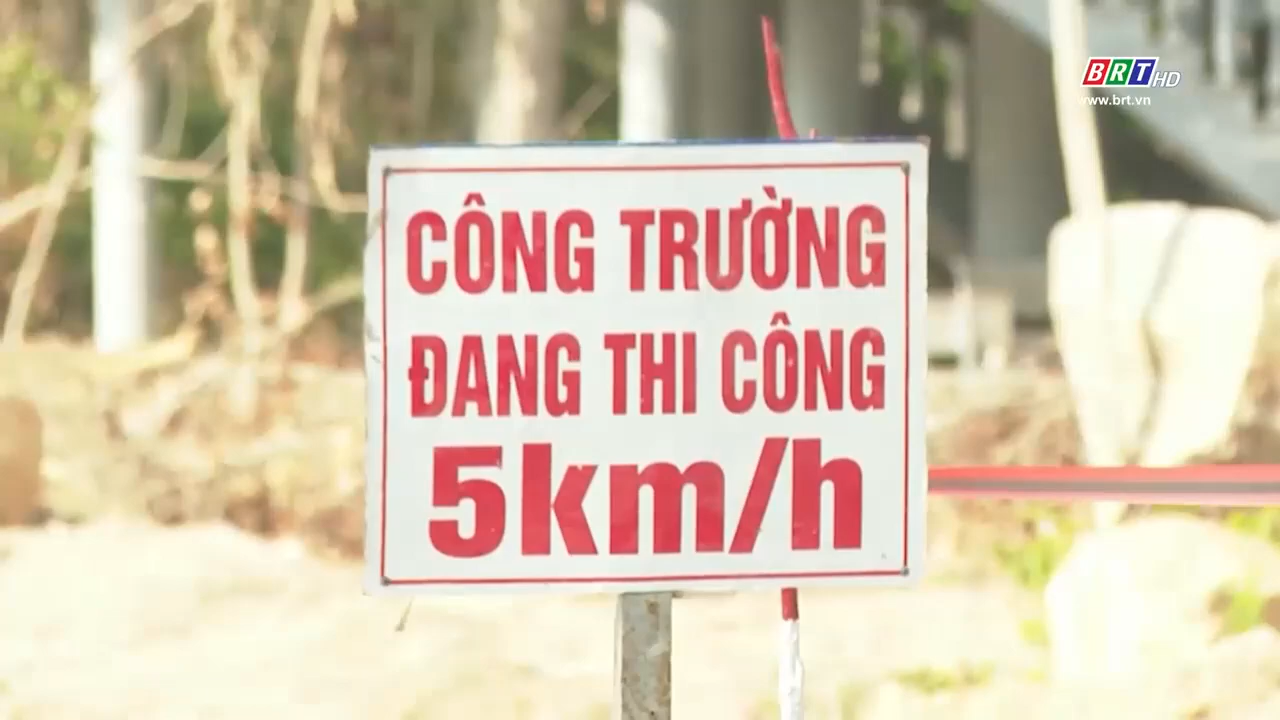 BRT HD
www.brt.vn
CÔNG TRƯỜNG
ĐANG THI CÔNG
5km/h